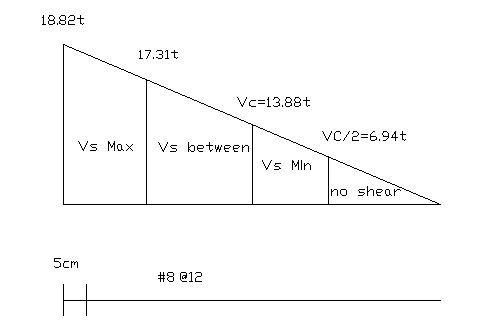 18.82t
17.31t
Vc=13.88t
VC/2=6.94t
Vs Max
Vs between
Vs MIn
no shear
5cm
#8 @12